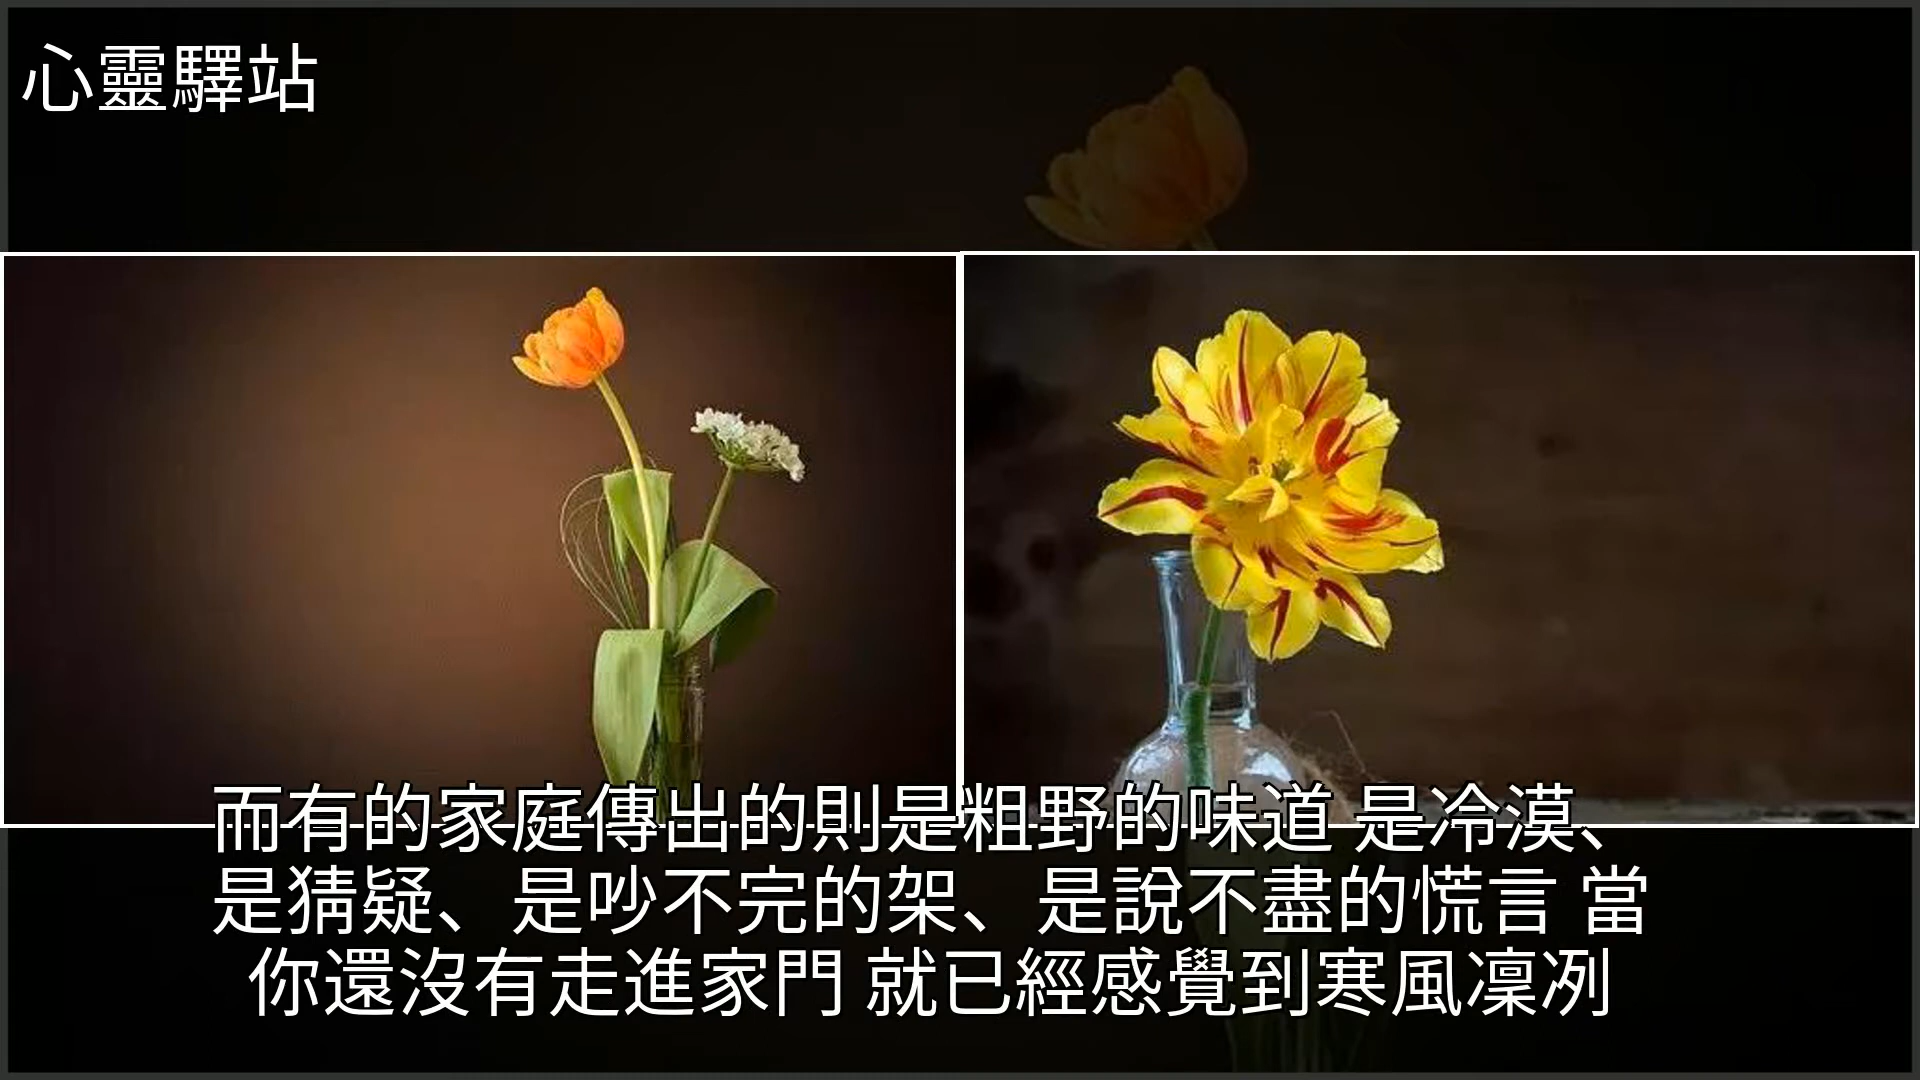 心靈驛站
而有的家庭傳出的則是粗野的味道 是冷漠、
是猜疑、是吵不完的架、是說不盡的慌言 當
你還沒有走進家門 就已經感覺到寒風凜冽